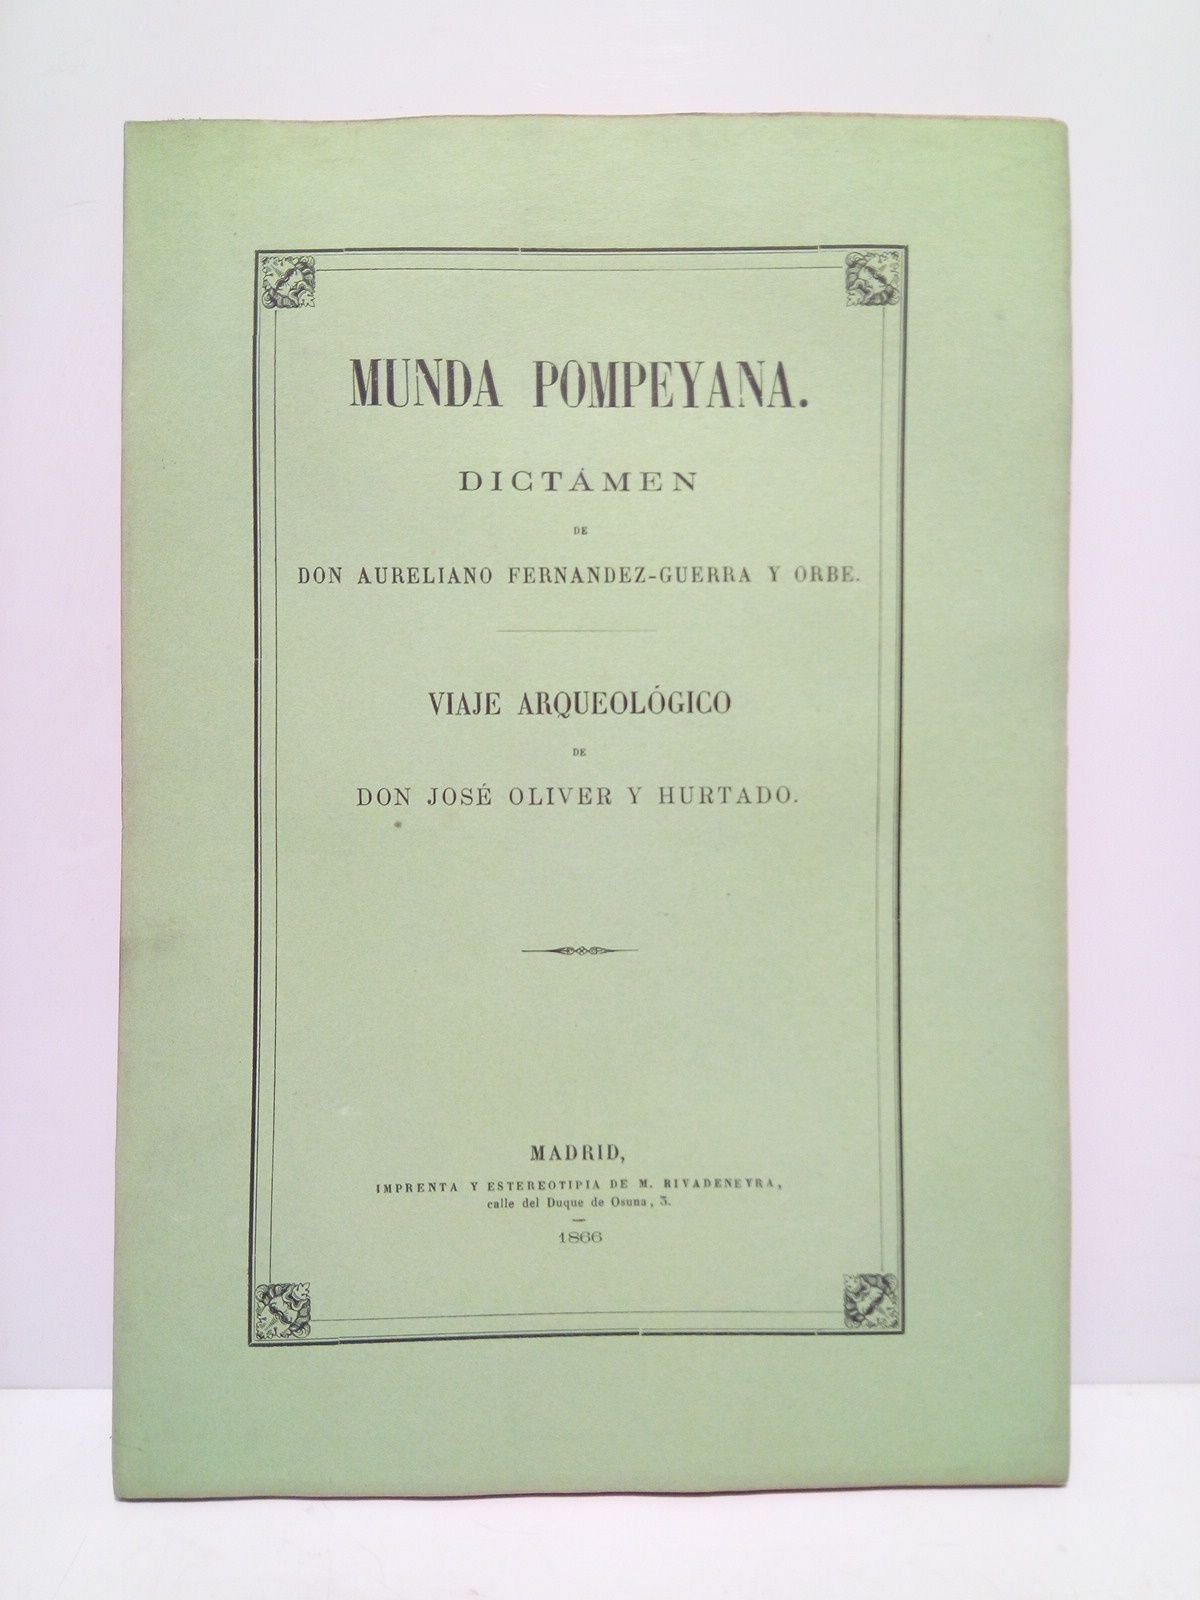 MUNDA POMPEYANA.
DICTÁMEN
DE
DON AURELIANO FERNANDEZ-GUERRA Y ORBE.
VIAJE ARQUEOLÓGICO
DE
DON JOSÉ OLIVER Y HURTADO.
MADRID,
IMPRENTA Y ESTEREOTIPIA DE M. RIVADENEYRA,
calle del Duque de Osuna, 3.
1866